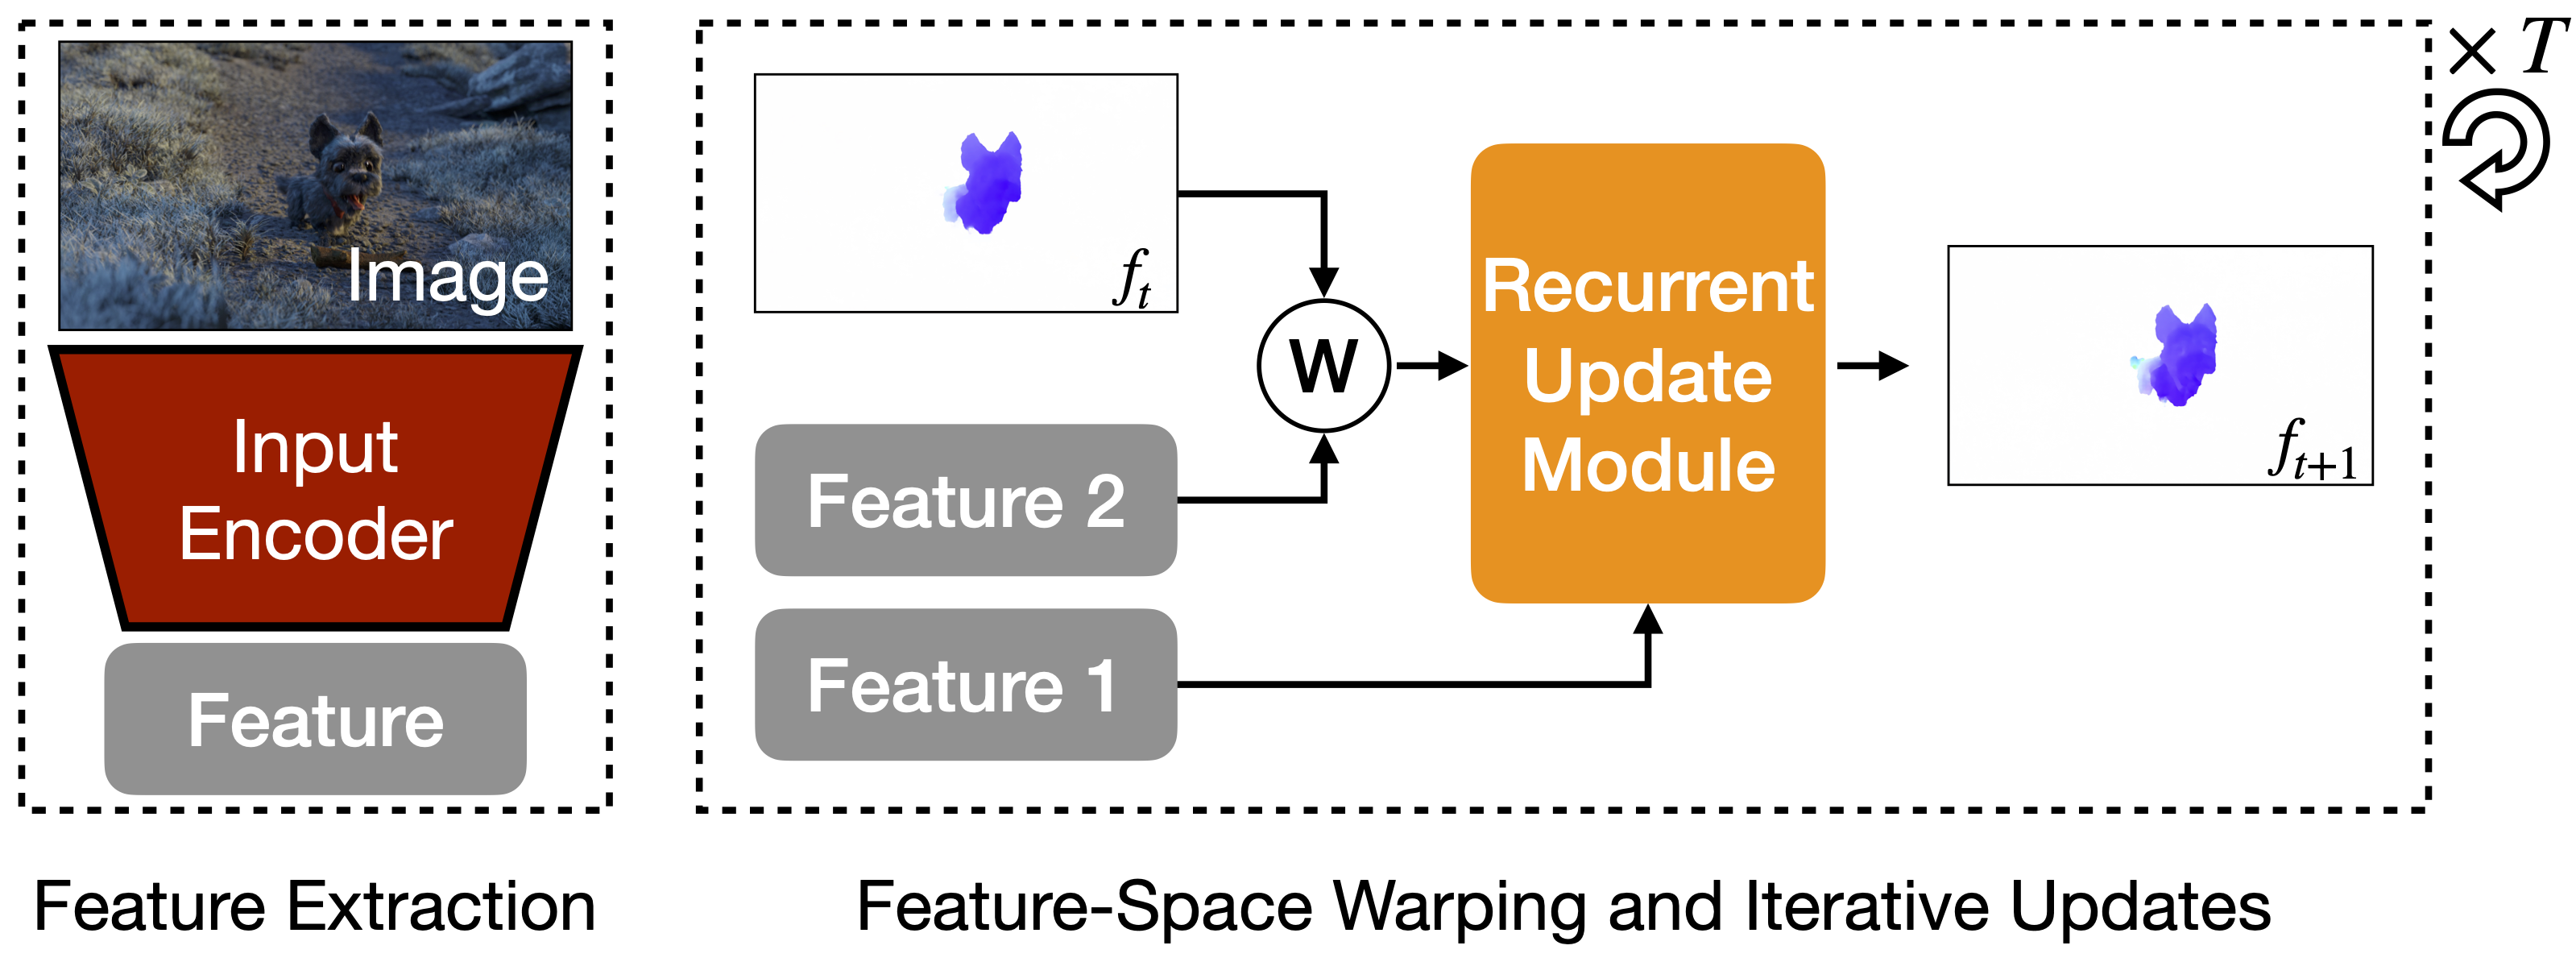 Image
Input
Encoder
Feature
Feature Extraction
f_t
W
Feature 2
Feature 1
Recurrent
Update
Module
f_{t+1}
× T
Feature-Space Warping and Iterative Updates